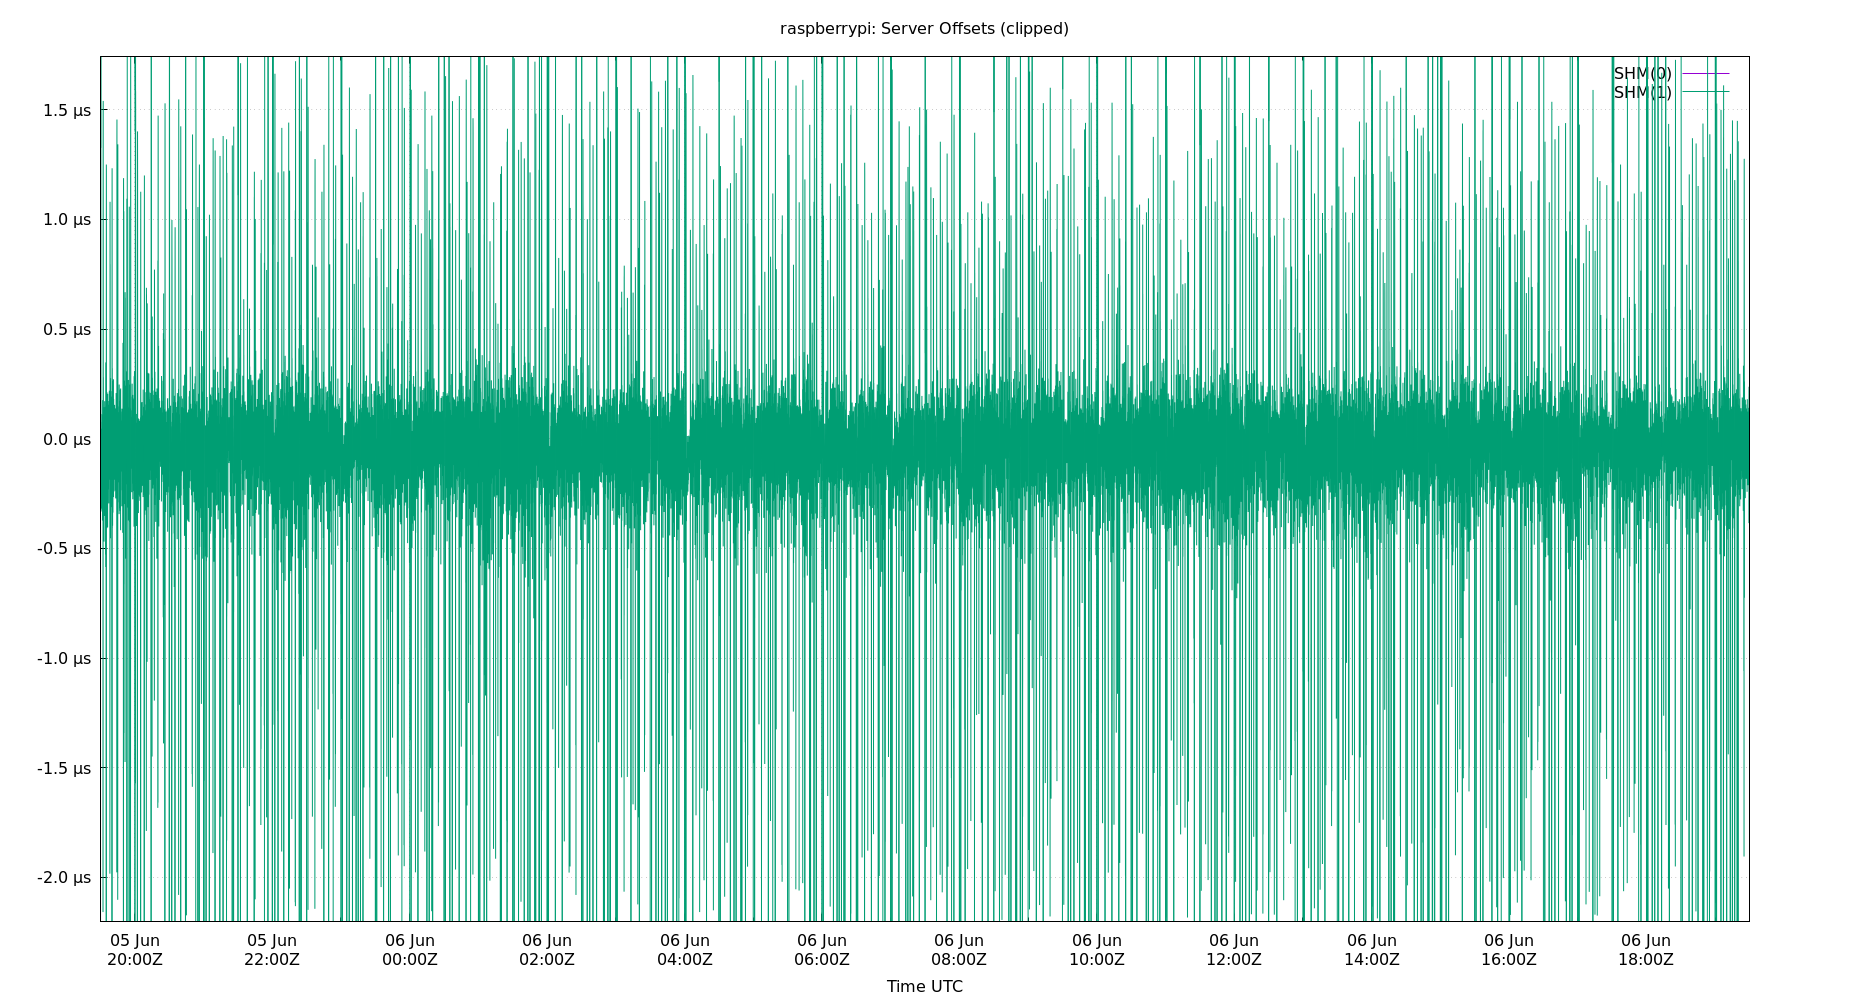 raspberrypi: Server Offsets (clipped)
SHM(0)
SHM(1)
1.5 µs
1.0 µs
0.5 µs
0.0 µs
-0.5 µs
-1.0 µs
-1.5 µs
-2.0 µs
05 Jun 05 Jun 06 Jun 06 Jun 06 Jun 06 Jun 06 Jun 06 Jun 06 Jun 06 Jun 06 Jun 06 Jun
20:00Z 22:00Z 00:00Z 02:00Z 04:00Z 06:00Z 08:00Z 10:00Z 12:00Z 14:00Z 16:00Z 18:00Z
Time UTC